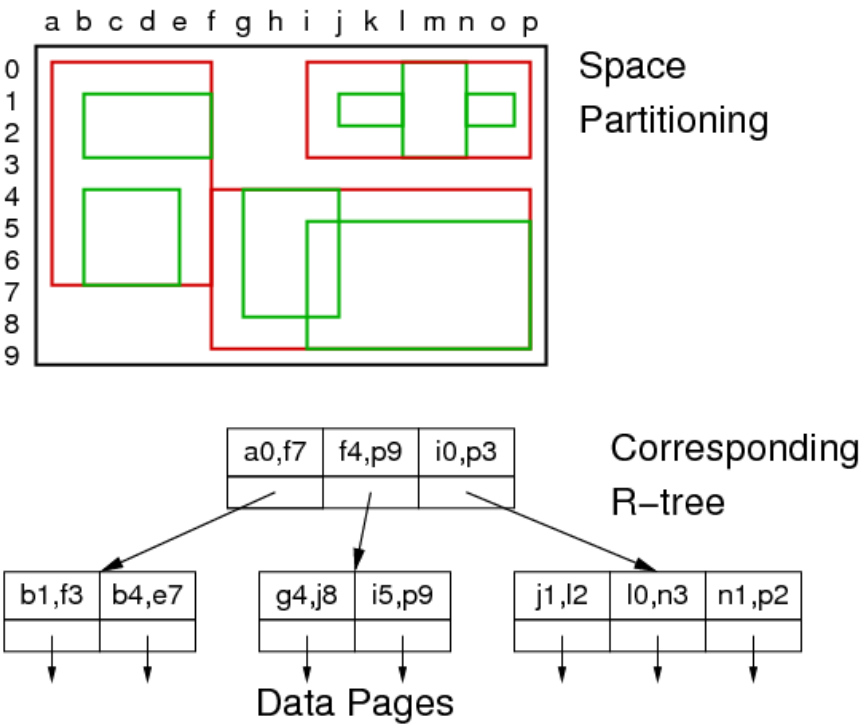 a b c d e f g h i j k l m n o p
0
Space
1
Partitioning
2
3
4
5
6
7
8
9
a0,f7 f4,p9 i0,p3
Corresponding
R-tree
b1,f3 b4,e7 g4,j8 i5,p9 j1,l2 l0,n3 n1,p2
Data Pages